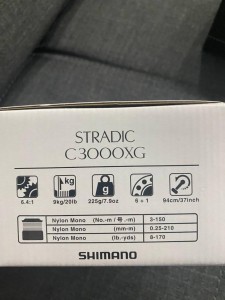 STRADIC
C3000XG
kg
g
6.4:1
9kg/20lb
225g/7.9oz
6 + 1
94cm/37inch
Nylon Mono (No.-m / 号.-m) 3-150
Nylon Mono (mm-m) 0.25-210
Nylon Mono (lb.-yds) 8-170
SHIMANO